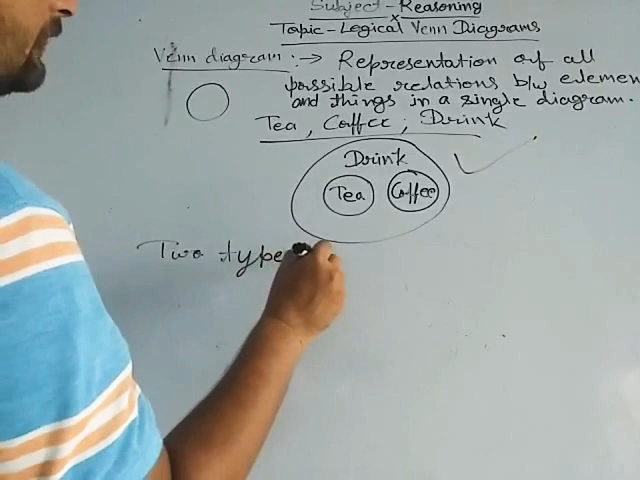 Subject - Reasoning
Topic - Logical Venn Diagrams
Venn diagram :→ Representation of all
possible relations b/w elemen
and things in a single diagram.
Tea, Coffee, Drink
Drink
Tea Coffee
Two type